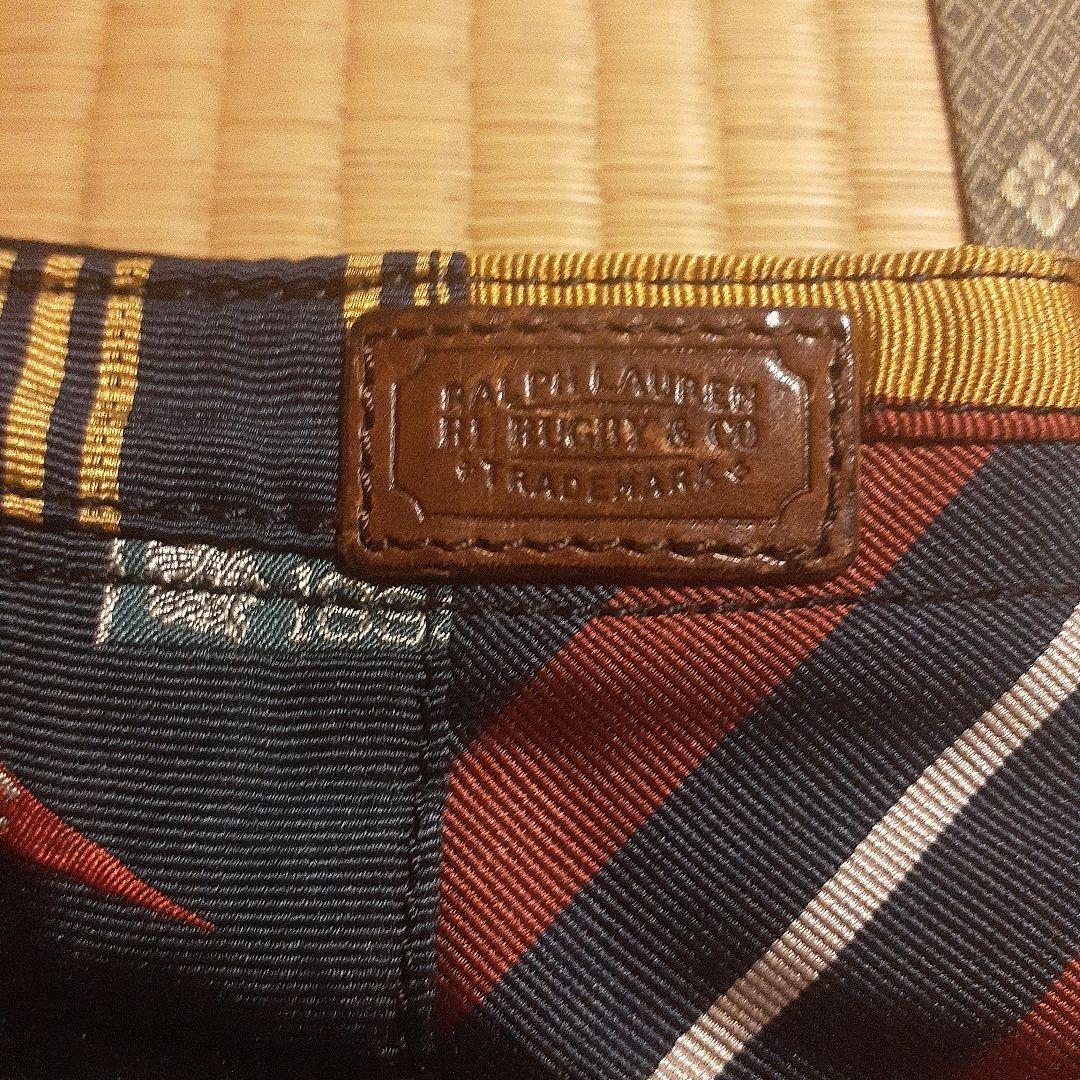 RALPH LAUREN
RL RUGBY & CO
TRADEMARK